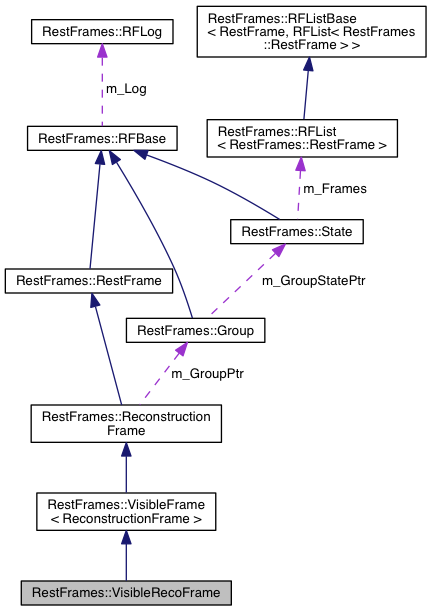 RestFrames::RFLog
RestFrames::RFListBase
< RestFrame, RFList< RestFrames
::RestFrame > >
m_Log
RestFrames::RFBase
RestFrames::RFList
< RestFrames::RestFrame >
m_Frames
RestFrames::State
RestFrames::RestFrame
m_GroupStatePtr
RestFrames::Group
m_GroupPtr
RestFrames::Reconstruction
Frame
RestFrames::VisibleFrame
< ReconstructionFrame >
RestFrames::VisibleRecoFrame